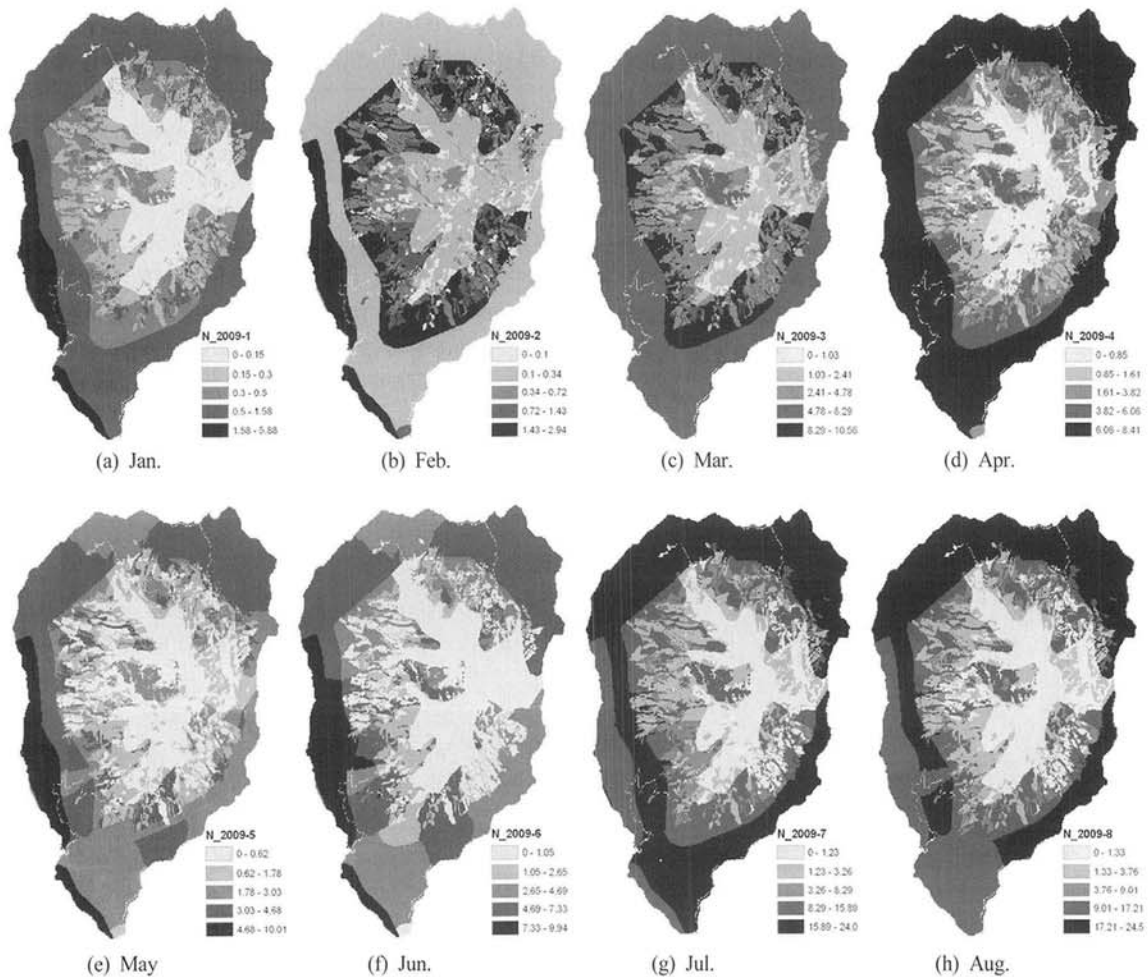 N_2009-1
0 - 0.15
0.15 - 0.3
0.3 - 0.5
0.5 - 1.58
1.58 - 5.88
(a) Jan.
N_2009-2
0 - 0.1
0.1 - 0.34
0.34 - 0.72
0.72 - 1.43
1.43 - 2.94
(b) Feb.
N_2009-3
0 - 1.03
1.03 - 2.41
2.41 - 4.78
4.78 - 8.29
8.29 - 10.56
(c) Mar.
N_2009-4
0 - 0.85
0.85 - 1.61
1.61 - 3.82
3.82 - 6.06
6.06 - 8.41
(d) Apr.
N_2009-5
0 - 0.62
0.62 - 1.78
1.78 - 3.03
3.03 - 4.68
4.68 - 10.01
(e) May
N_2009-6
0 - 1.05
1.05 - 2.65
2.65 - 4.69
4.69 - 7.33
7.33 - 9.94
(f) Jun.
N_2009-7
0 - 1.23
1.23 - 3.26
3.26 - 8.29
8.29 - 15.89
15.89 - 24.0
(g) Jul.
N_2009-8
0 - 1.33
1.33 - 3.76
3.76 - 9.01
9.01 - 17.21
17.21 - 24.5
(h) Aug.